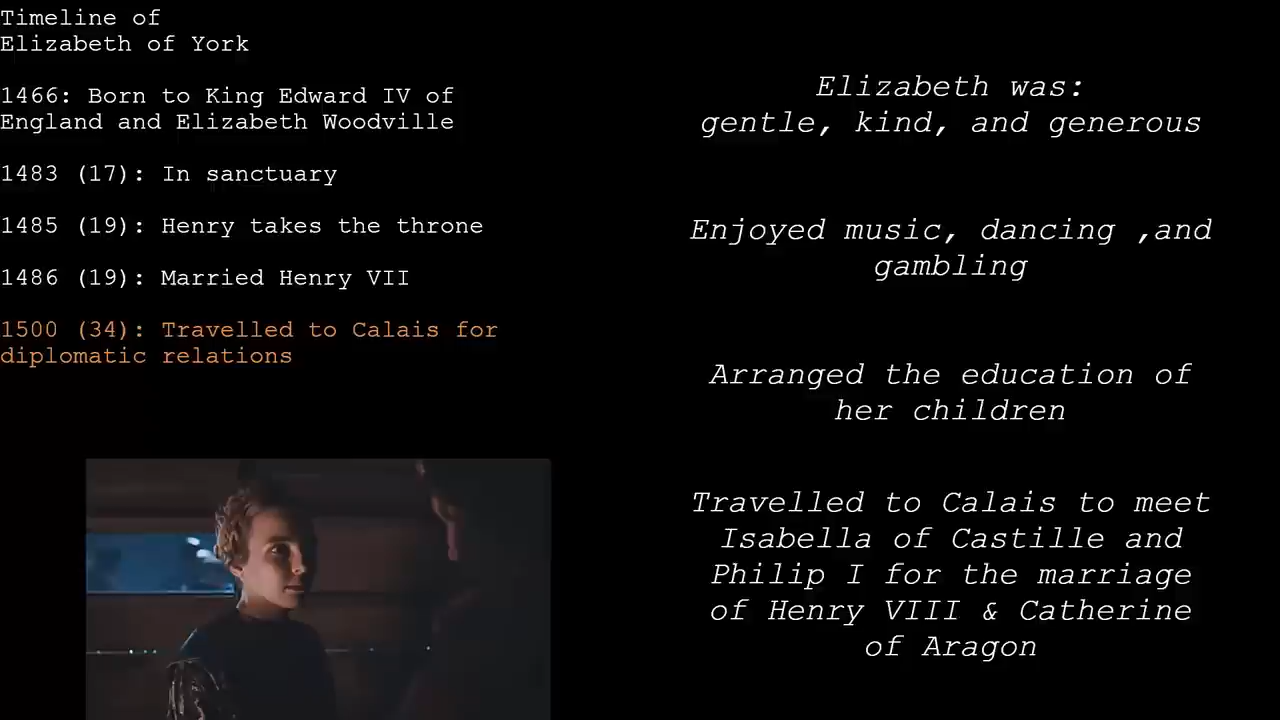 Timeline of
Elizabeth of York
1466: Born to King Edward IV of
England and Elizabeth Woodville
1483 (17): In sanctuary
1485 (19): Henry takes the throne
1486 (19): Married Henry VII
1500 (34): Travelled to Calais for
diplomatic relations
Elizabeth was:
gentle, kind, and generous
Enjoyed music, dancing ,and
gambling
Arranged the education of
her children
Travelled to Calais to meet
Isabella of Castille and
Philip I for the marriage
of Henry VIII & Catherine
of Aragon